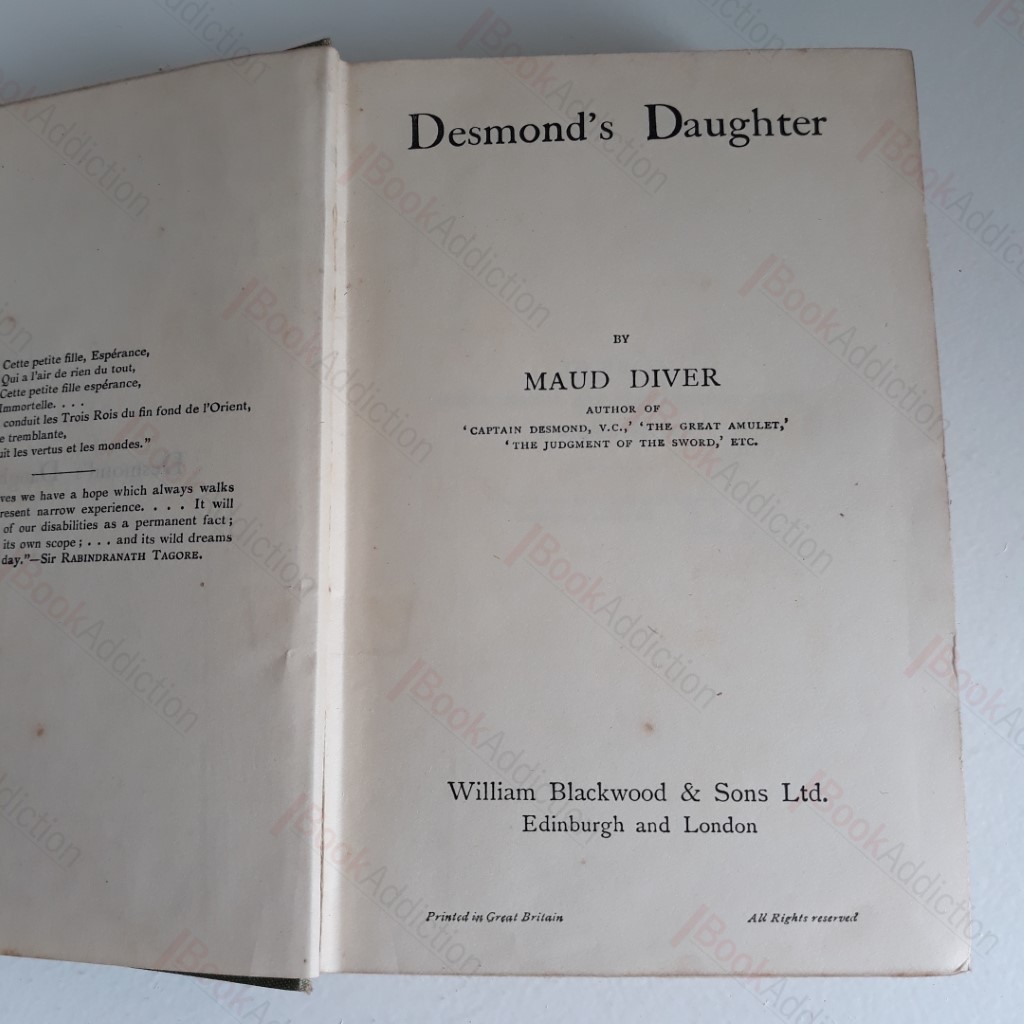 Cette petite fille, Espérance,
Qui a l'air de rien du tout,
Cette petite fille espérance,
Immortelle. . . .
conduit les Trois Rois du fin fond de l'Orient,
tremblante,
les vertus et les mondes."
we have a hope which always walks
narrow experience. . . . It will
of our disabilities as a permanent fact;
its own scope; . . . and its wild dreams
day."—Sir RABINDRANATH TAGORE.
Desmond's Daughter
BY
MAUD DIVER
AUTHOR OF
'CAPTAIN DESMOND, V.C.,' 'THE GREAT AMULET,'
'THE JUDGMENT OF THE SWORD,' ETC.
William Blackwood & Sons Ltd.
Edinburgh and London
Printed in Great Britain
All Rights reserved
BookAddiction